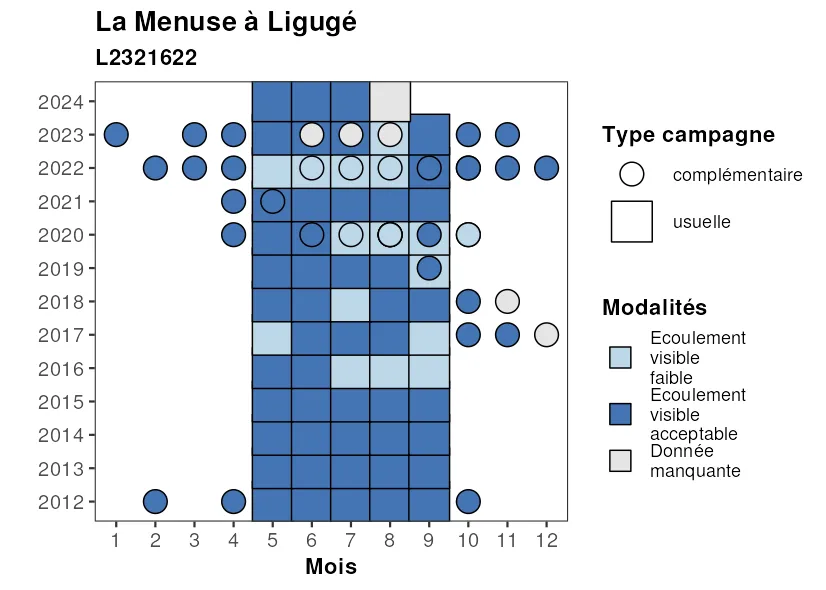 La Menuse à Ligugé
L2321622
2024
2023
2022
2021
2020
2019
2018
2017
2016
2015
2014
2013
2012
1 2 3 4 5 6 7 8 9 10 11 12
Mois
Type campagne
complémentaire
usuelle
Modalités
Ecoulement
visible
faible
Ecoulement
visible
acceptable
Donnée
manquante